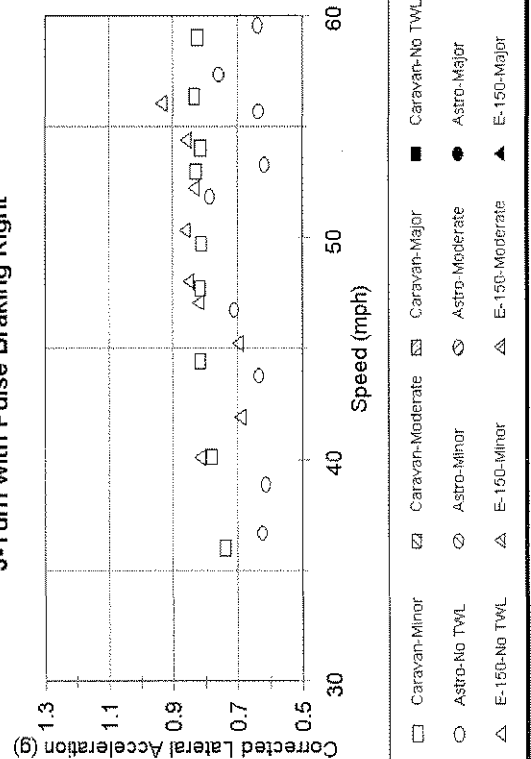 J-Turn with Pulse Braking Right
Corrected Lateral Acceleration (g)
1.3
1.1
0.9
0.7
0.5
30 40 50 60
Speed (mph)
Caravan-Minor Caravan-Moderate Caravan-Major Caravan-No TWL
Astro-No TWL Astro-Minor Astro-Moderate Astro-Major
E-150-No TWL E-150-Minor E-150-Moderate E-150-Major